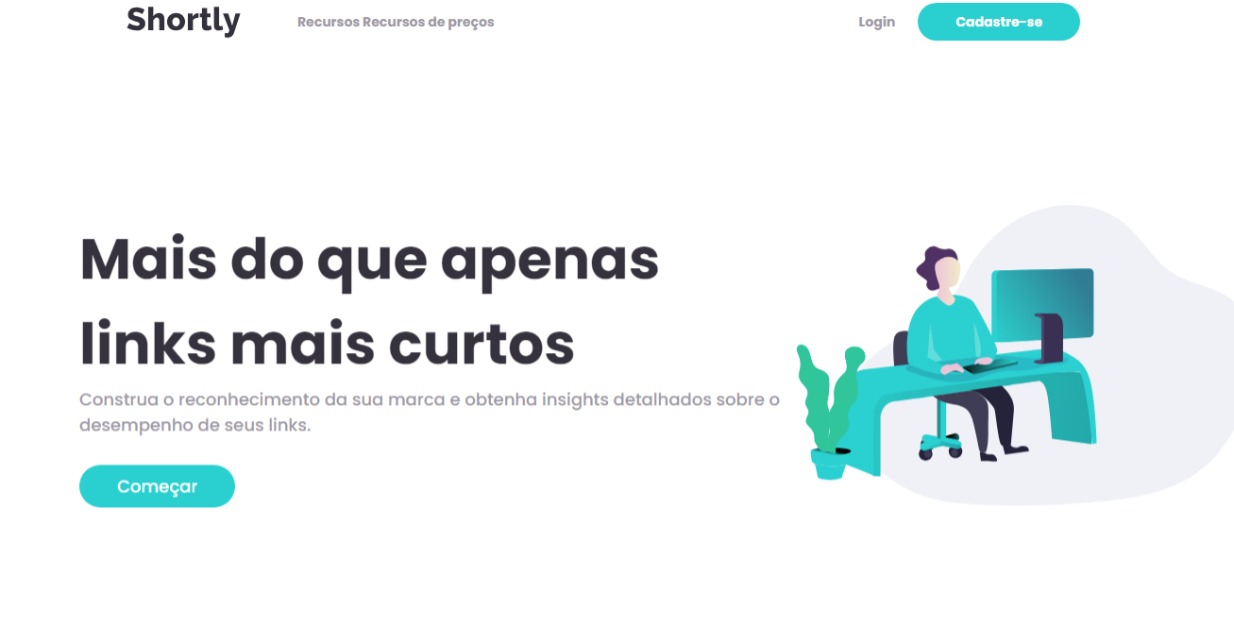 Shortly
Recursos Recursos de preços
Login
Cadastre-se
Mais do que apenas
links mais curtos
Construa o reconhecimento da sua marca e obtenha insights detalhados sobre o
desempenho de seus links.
Começar